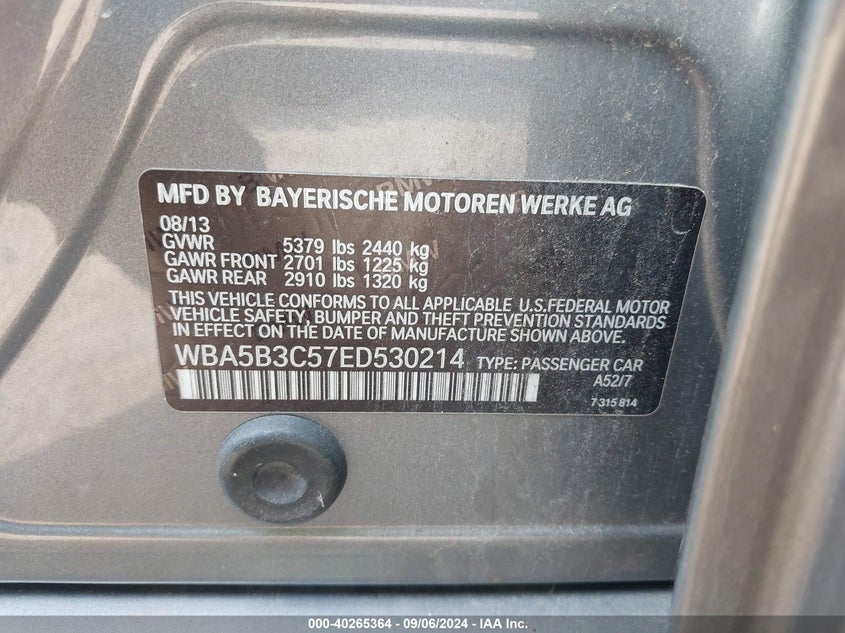 MFD BY BAYERISCHE MOTOREN WERKE AG
08/13
GVWR 5379 lbs 2440 kg
GAWR FRONT 2701 lbs 1225 kg
GAWR REAR 2910 lbs 1320 kg
THIS VEHICLE CONFORMS TO ALL APPLICABLE U.S.FEDERAL MOTOR
VEHICLE SAFETY, BUMPER AND THEFT PREVENTION STANDARDS
IN EFFECT ON THE DATE OF MANUFACTURE SHOWN ABOVE.
WBA5B3C57ED530214 TYPE: PASSENGER CAR
A52/7
7 315 814
000-40265364 - 09/06/2024 - IAAI.com